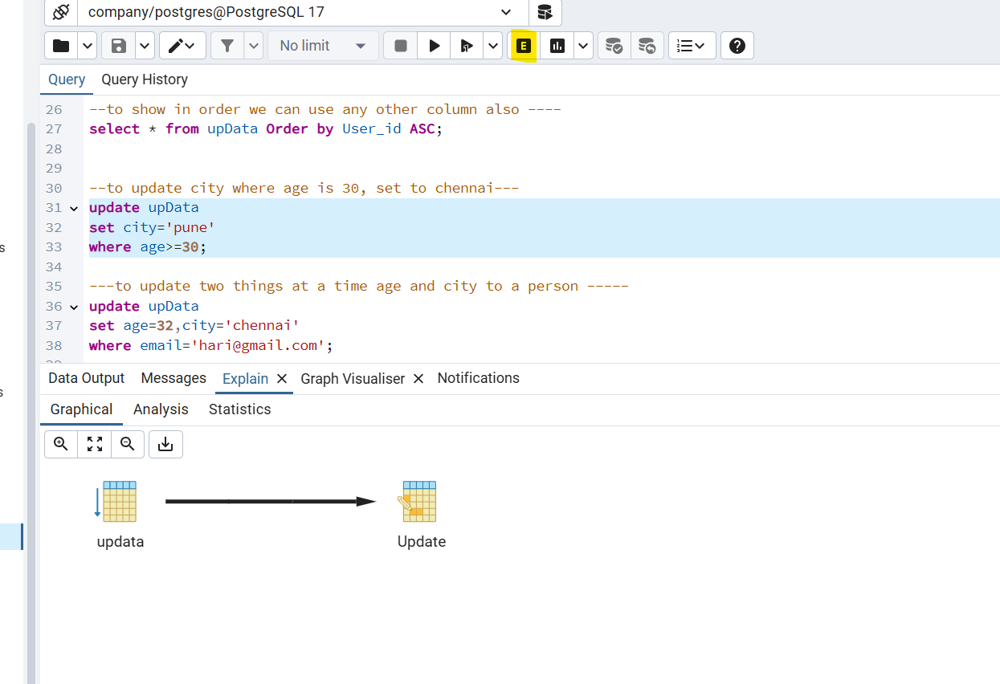 company/postgres@PostgreSQL 17
No limit
E
Query Query History
26 --to show in order we can use any other column also ----
27 select * from upData Order by User_id ASC;
28
29
30 --to update city where age is 30, set to chennai---
31 update upData
32 set city='pune'
33 where age>=30;
34
35 ---to update two things at a time age and city to a person -----
36 update upData
37 set age=32,city='chennai'
38 where email='hari@gmail.com';
s
s
Data Output Messages Explain Graph Visualiser Notifications
Graphical Analysis Statistics
updata Update